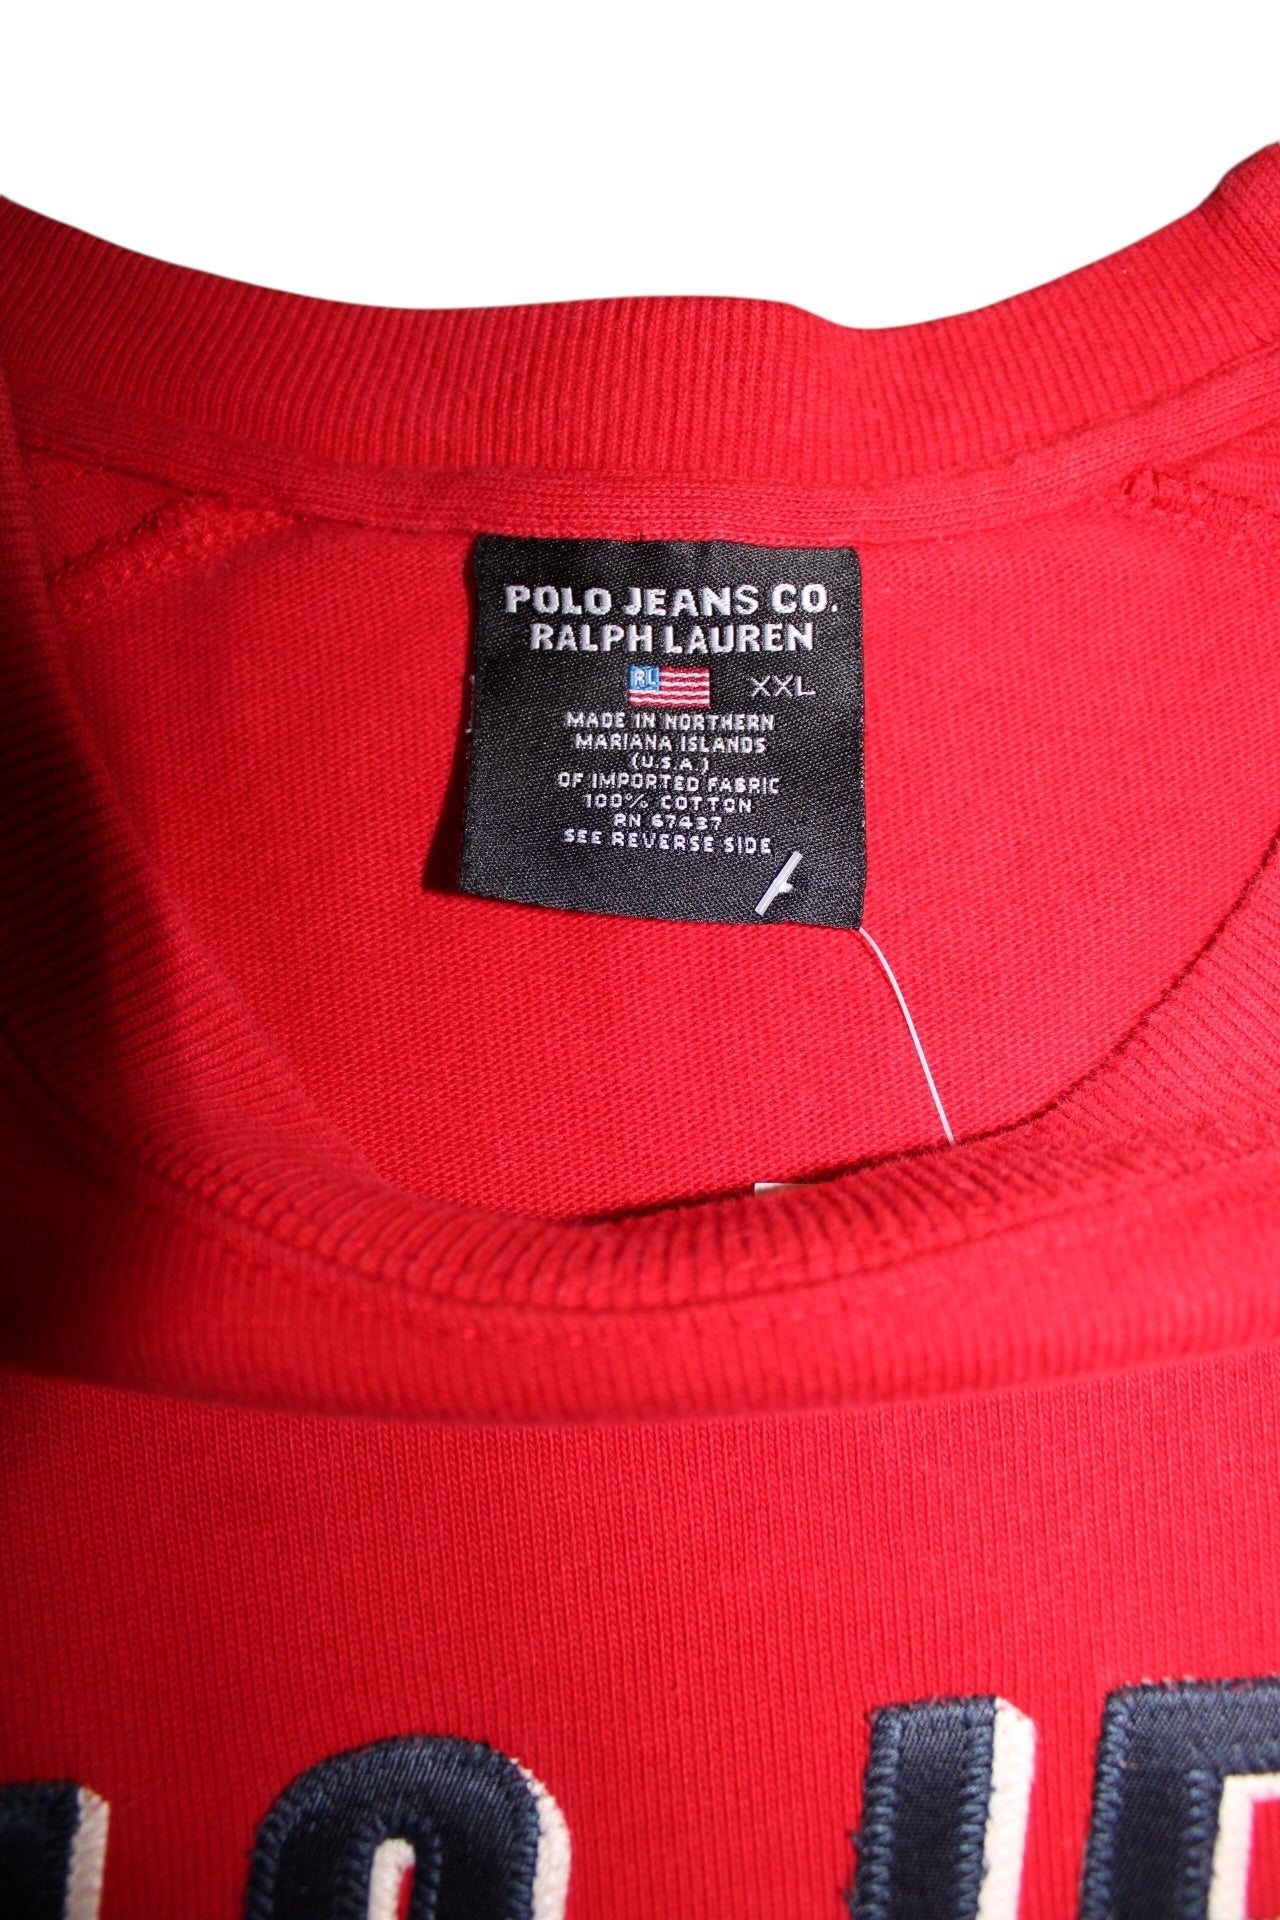 POLO JEANS CO.
RALPH LAUREN
RL XXL
MADE IN NORTHERN
MARIANA ISLANDS
(U.S.A.)
OF IMPORTED FABRIC
100% COTTON
RN 67437
SEE REVERSE SIDE